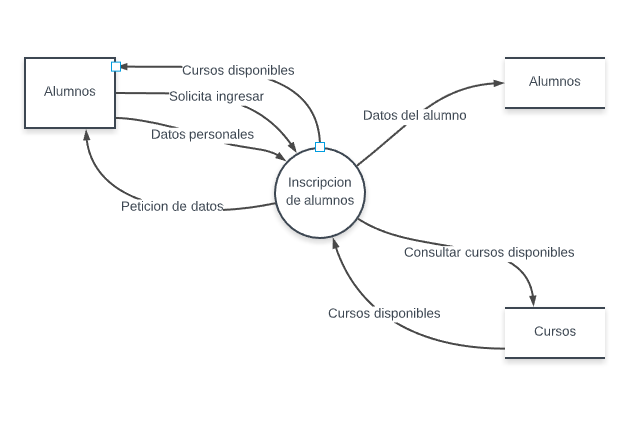 Cursos disponibles
Alumnos
Solicita ingresar
Datos personales
Peticion de datos
Inscripcion
de alumnos
Datos del alumno
Alumnos
Consultar cursos disponibles
Cursos disponibles
Cursos